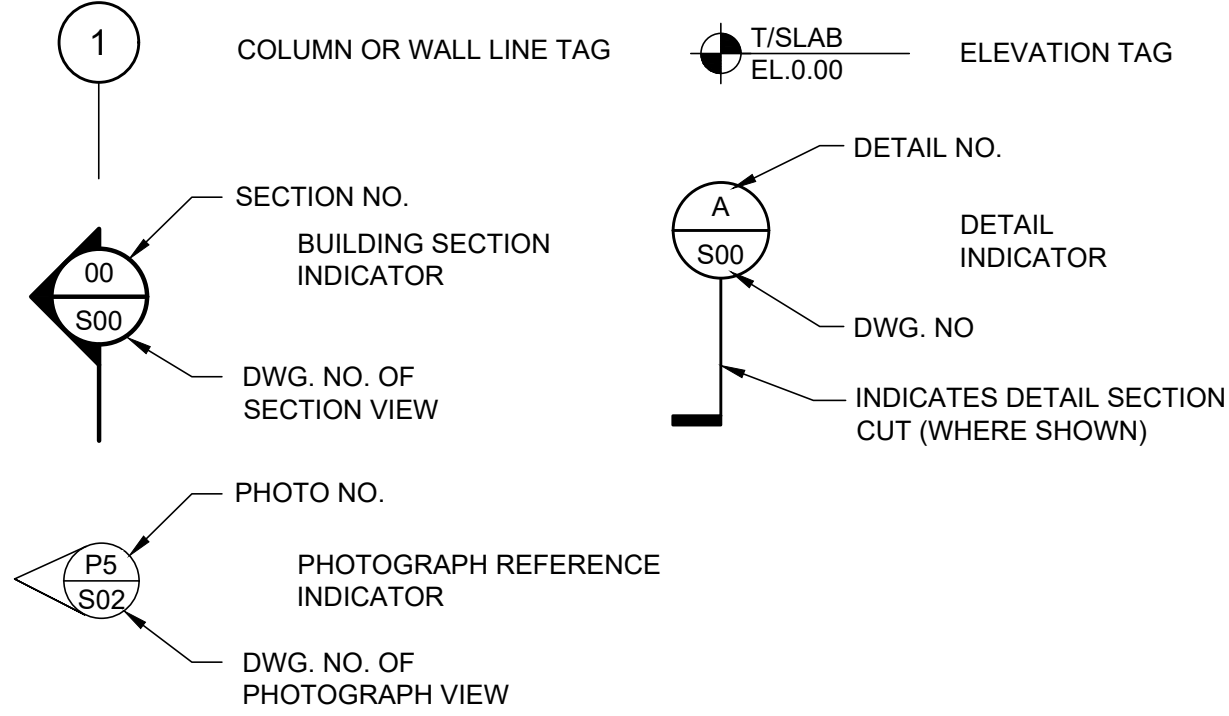 1
COLUMN OR WALL LINE TAG
T/SLAB
EL.0.00
ELEVATION TAG
SECTION NO.
BUILDING SECTION
INDICATOR
00
S00
DWG. NO. OF
SECTION VIEW
DETAIL NO.
A
S00
DETAIL
INDICATOR
DWG. NO
INDICATES DETAIL SECTION
CUT (WHERE SHOWN)
PHOTO NO.
P5
S02
PHOTOGRAPH REFERENCE
INDICATOR
DWG. NO. OF
PHOTOGRAPH VIEW